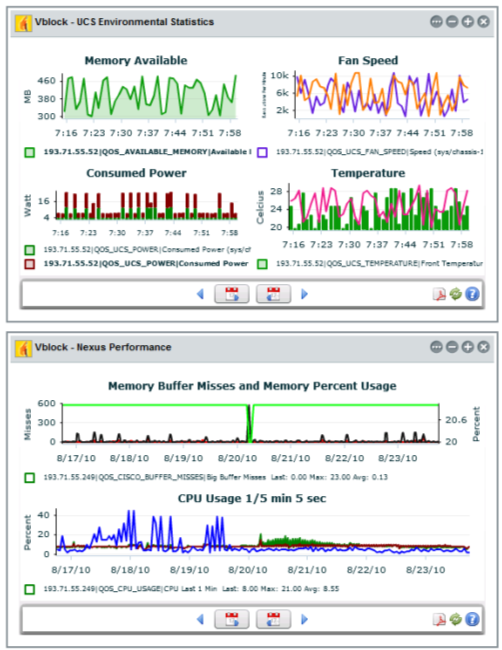 Vblock - UCS Environmental Statistics
Memory Available
MB
460
380
300
7:16 7:23 7:30 7:37 7:44 7:51 7:58
193.71.55.52|QOS_AVAILABLE_MEMORY|Available
Fan Speed
10k
6k
2k
7:16 7:23 7:30 7:37 7:44 7:51 7:58
193.71.55.52|QOS_UCS_FAN_SPEED|Speed (sys/chassis-1
Consumed Power
Watt
16
4
7:16 7:23 7:30 7:37 7:44 7:51 7:58
193.71.55.52|QOS_UCS_POWER|Consumed Power (sys/ch
193.71.55.52|QOS_UCS_POWER|Consumed Power
Temperature
Celcius
28
24
20
7:16 7:23 7:30 7:37 7:44 7:51 7:58
193.71.55.52|QOS_UCS_TEMPERATURE|Front Temperatur
Vblock - Nexus Performance
Memory Buffer Misses and Memory Percent Usage
Misses
600
300
0
20.6
20
Percent
8/17/10 8/18/10 8/19/10 8/20/10 8/21/10 8/22/10 8/23/10
193.71.55.249|QOS_CISCO_BUFFER_MISSES|Big Buffer Misses Last: 0.00 Max: 23.00 Avg: 0.13
CPU Usage 1/5 min 5 sec
Percent
40
20
0
8/17/10 8/18/10 8/19/10 8/20/10 8/21/10 8/22/10 8/23/10
193.71.55.249|QOS_CPU_USAGE|CPU Last 1 Min Last: 8.00 Max: 21.00 Avg: 8.55